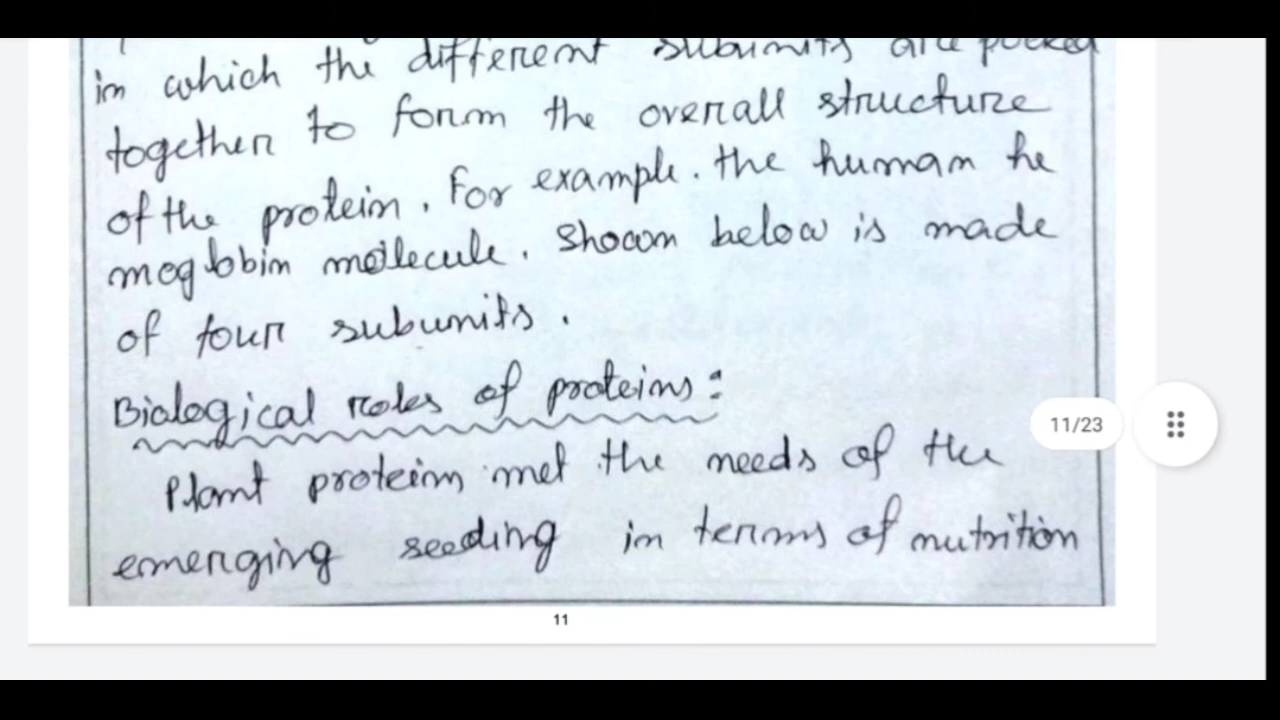 in which the different subunits are packed
together to form the overall structure
of the protein. For example. the human he
moglobin molecule. Shown below is made
of four subunits.
Biological roles of proteins:
Plant protein met the needs of the
emerging seeding in terms of nutrition
11/23
11